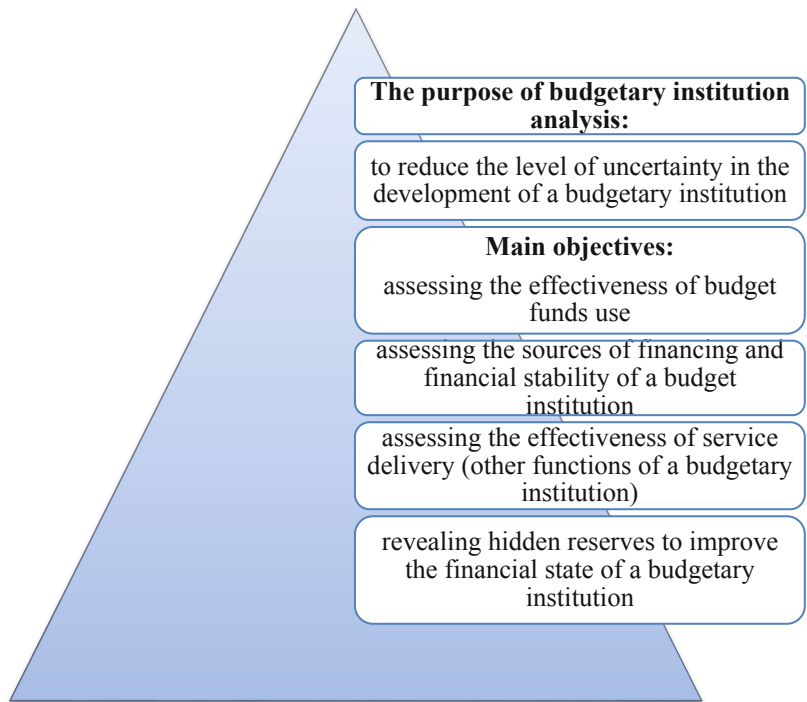 The purpose of budgetary institution
analysis:
to reduce the level of uncertainty in the
development of a budgetary institution
Main objectives:
assessing the effectiveness of budget
funds use
assessing the sources of financing and
financial stability of a budget
institution
assessing the effectiveness of service
delivery (other functions of a budgetary
institution)
revealing hidden reserves to improve
the financial state of a budgetary
institution